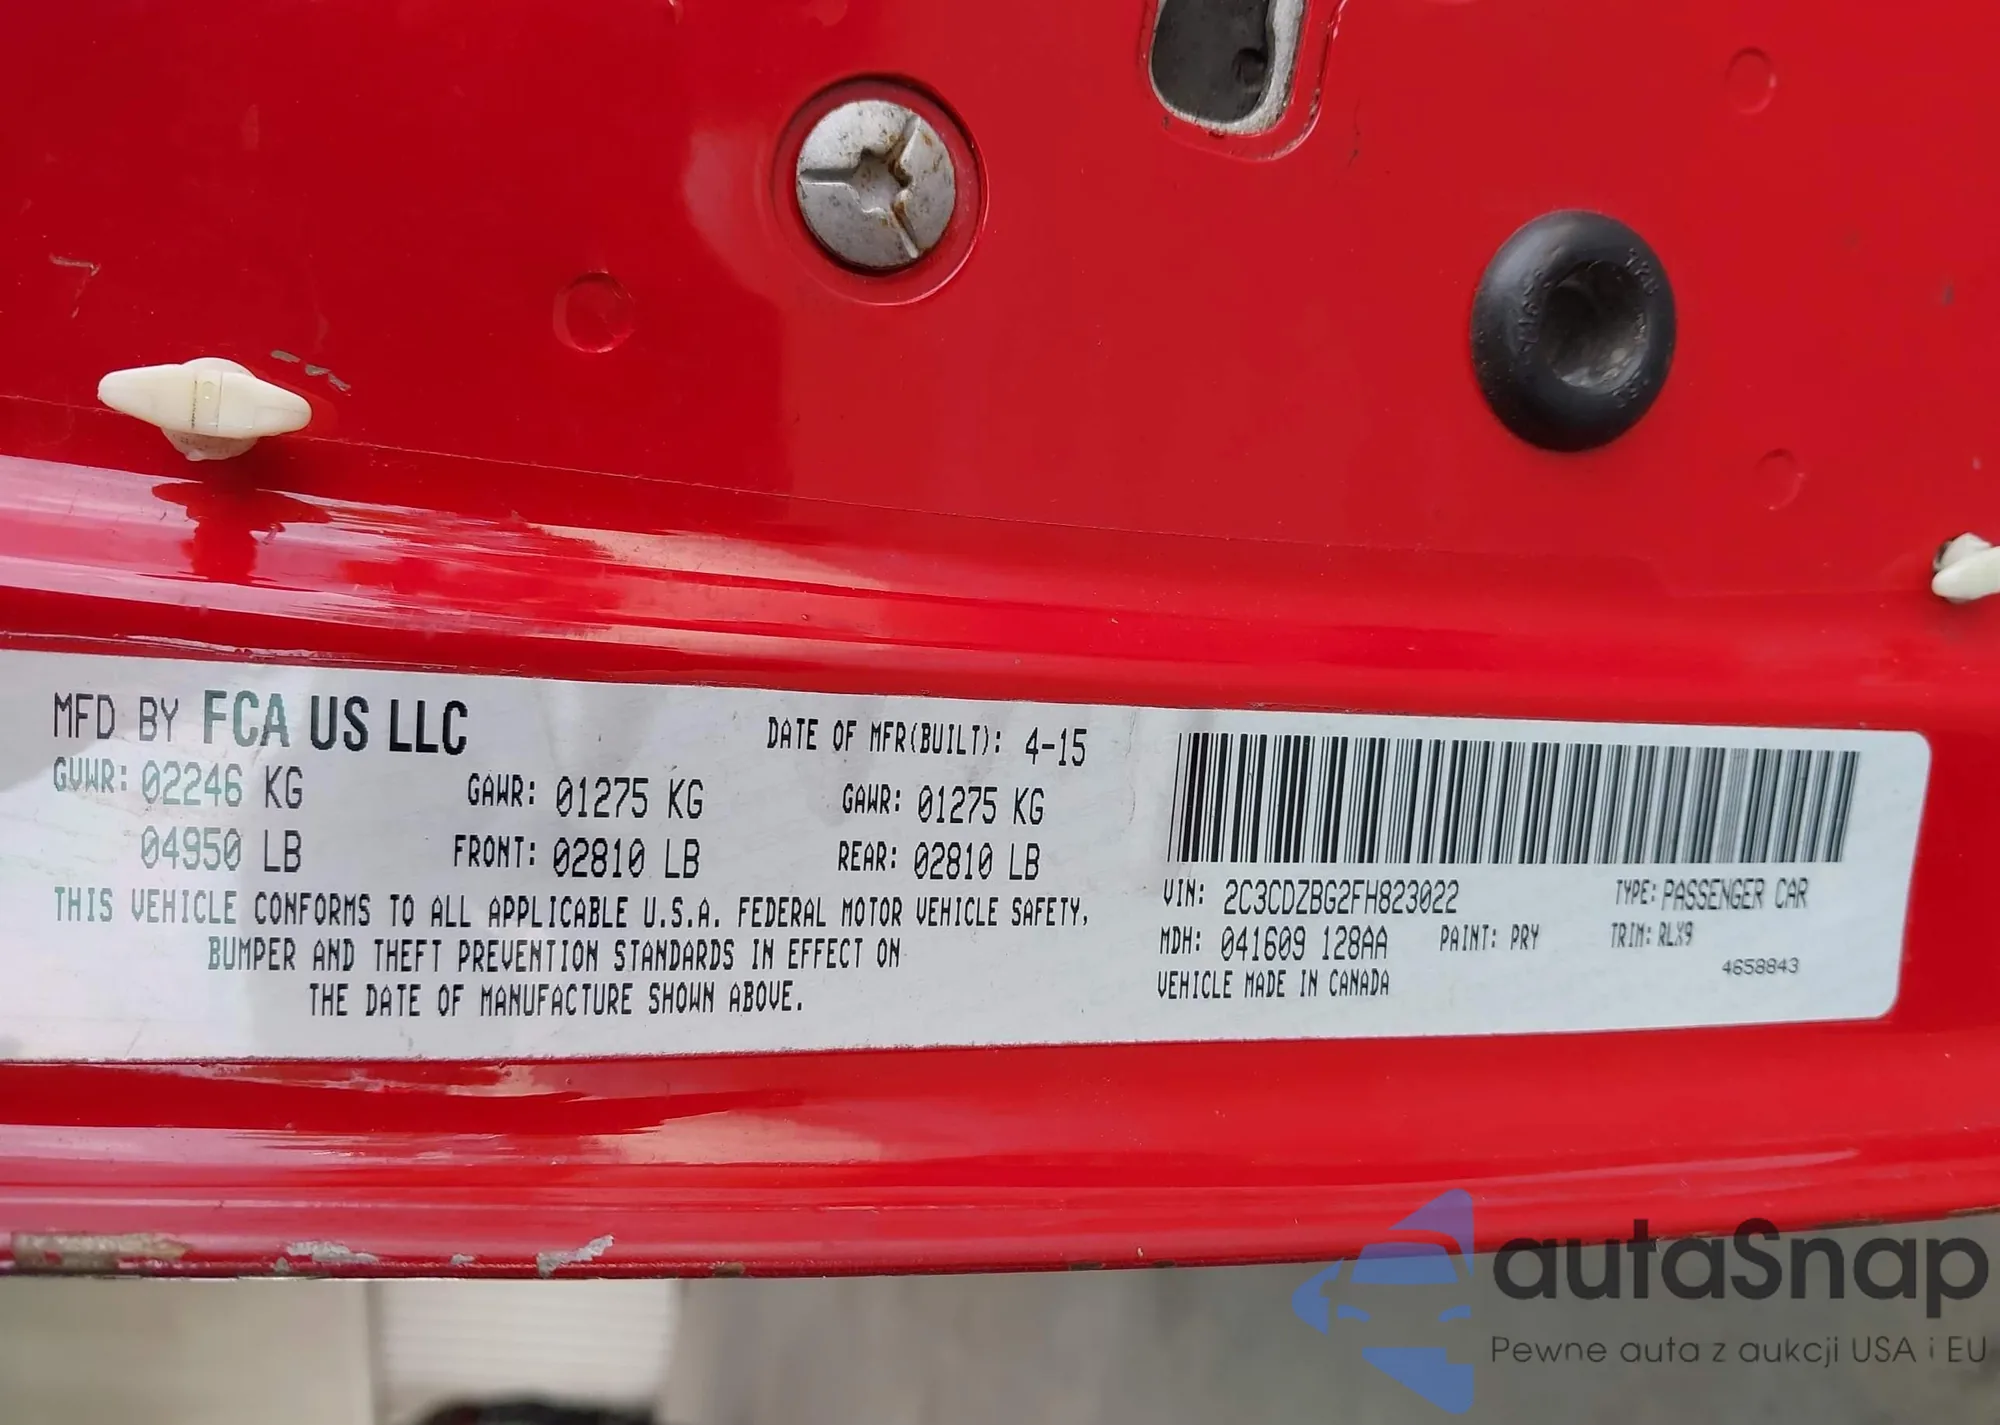 MFD BY FCA US LLC
DATE OF MFR(BUILT): 4-15
GVWR: 02246 KG
GAWR: 01275 KG
GAWR: 01275 KG
04950 LB
FRONT: 02810 LB
REAR: 02810 LB
THIS VEHICLE CONFORMS TO ALL APPLICABLE U.S.A. FEDERAL MOTOR VEHICLE SAFETY,
BUMPER AND THEFT PREVENTION STANDARDS IN EFFECT ON
THE DATE OF MANUFACTURE SHOWN ABOVE.
VIN: 2C3CDZBG2FH823022
TYPE: PASSENGER CAR
MDH: 041609 128AA
PAINT: PRY
TRIM: RLX9
VEHICLE MADE IN CANADA
4658843
autaSnap
Pewne auta z aukcji USA i EU